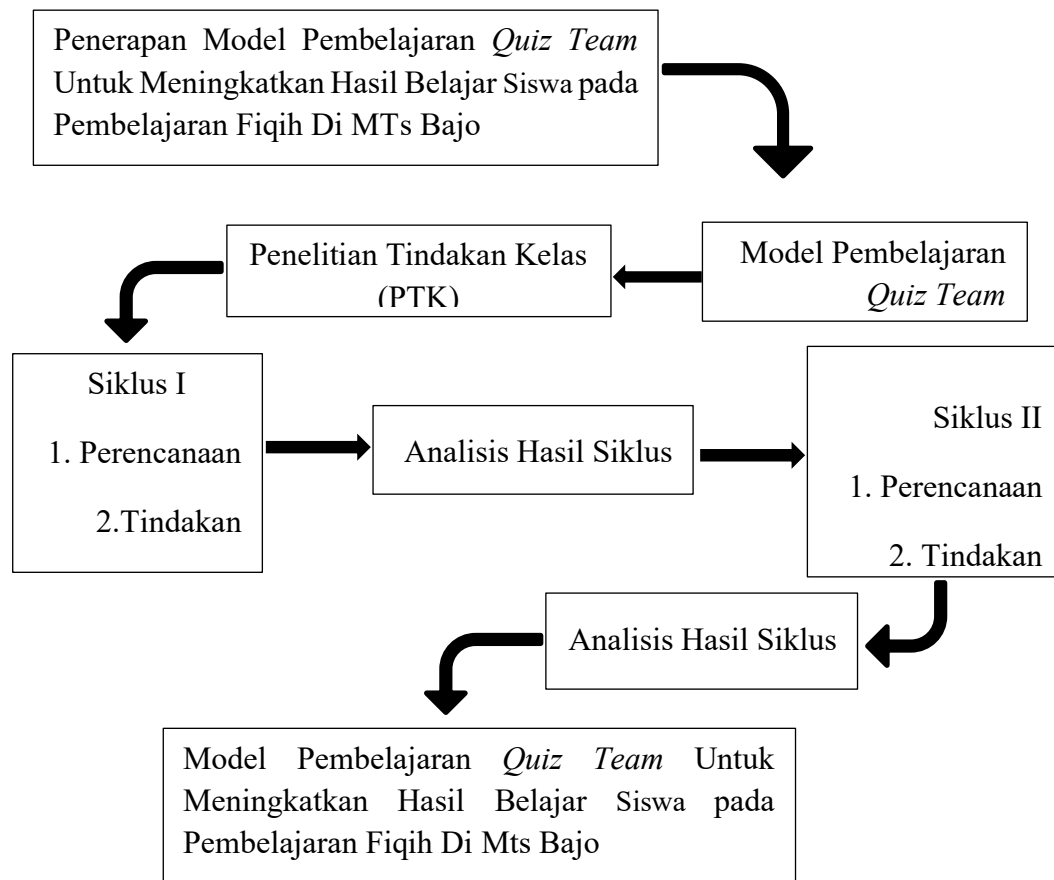 Penerapan Model Pembelajaran Quiz Team
Untuk Meningkatkan Hasil Belajar Siswa pada
Pembelajaran Fiqih Di MTs Bajo
Penelitian Tindakan Kelas
(PTK)
Model Pembelajaran
Quiz Team
Siklus I
1. Perencanaan
2.Tindakan
Analisis Hasil Siklus
Siklus II
1. Perencanaan
2. Tindakan
Analisis Hasil Siklus
Model Pembelajaran Quiz Team Untuk
Meningkatkan Hasil Belajar Siswa pada
Pembelajaran Fiqih Di Mts Bajo